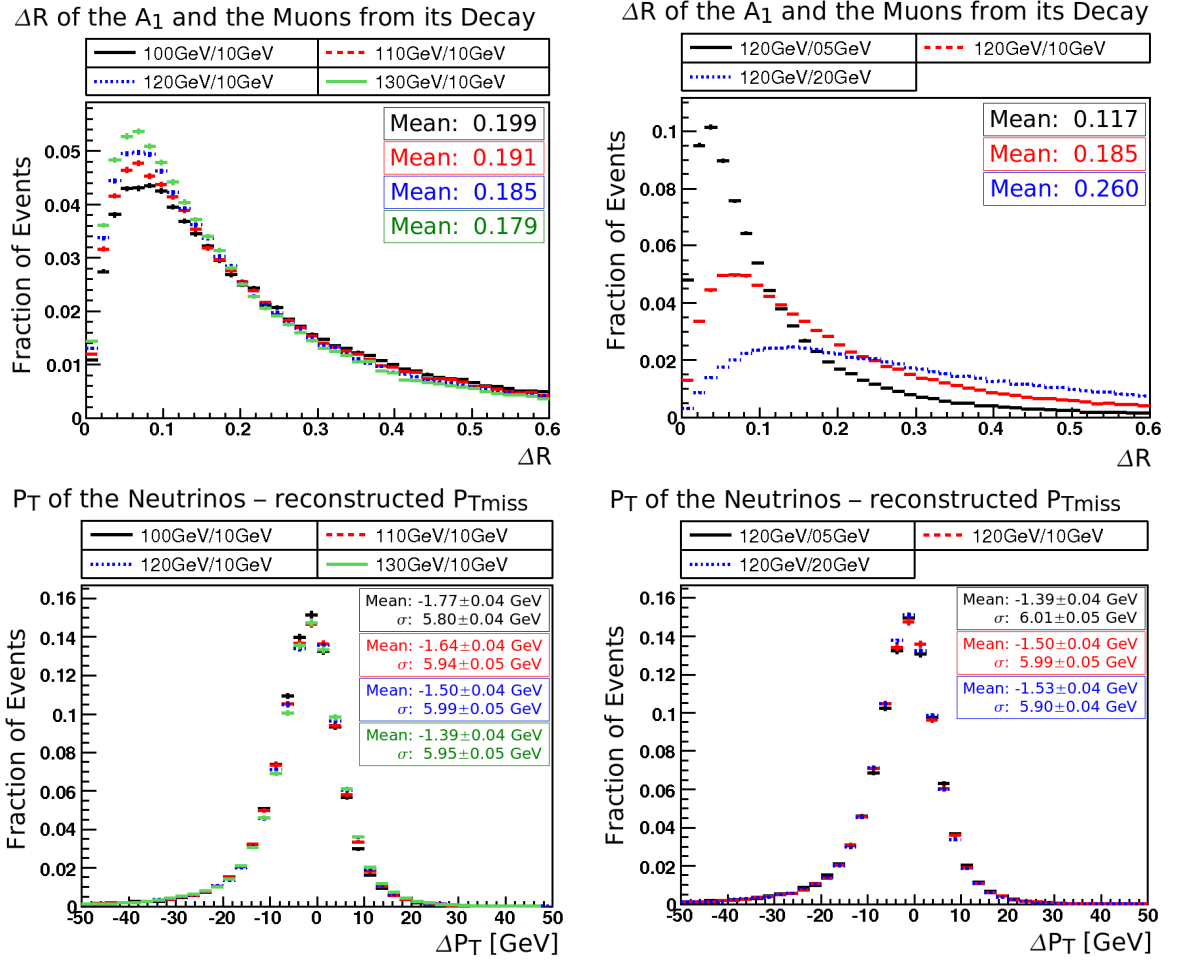 ΔR of the A₁ and the Muons from its Decay
100GeV/10GeV
110GeV/10GeV
120GeV/10GeV
130GeV/10GeV
Fraction of Events
Mean: 0.199
Mean: 0.191
Mean: 0.185
Mean: 0.179
0.05
0.04
0.03
0.02
0.01
0
0 0.1 0.2 0.3 0.4 0.5 0.6
ΔR
ΔR of the A₁ and the Muons from its Decay
120GeV/05GeV
120GeV/10GeV
120GeV/20GeV
Fraction of Events
Mean: 0.117
Mean: 0.185
Mean: 0.260
0.1
0.08
0.06
0.04
0.02
0
0 0.1 0.2 0.3 0.4 0.5 0.6
ΔR
P_T of the Neutrinos – reconstructed P_Tmiss
100GeV/10GeV
110GeV/10GeV
120GeV/10GeV
130GeV/10GeV
Fraction of Events
Mean: -1.77±0.04 GeV
σ: 5.80±0.04 GeV
Mean: -1.64±0.04 GeV
σ: 5.94±0.05 GeV
Mean: -1.50±0.04 GeV
σ: 5.99±0.05 GeV
Mean: -1.39±0.04 GeV
σ: 5.95±0.05 GeV
0.16
0.14
0.12
0.1
0.08
0.06
0.04
0.02
0
-50 -40 -30 -20 -10 0 10 20 30 40 50
ΔP_T [GeV]
P_T of the Neutrinos – reconstructed P_Tmiss
120GeV/05GeV
120GeV/10GeV
120GeV/20GeV
Fraction of Events
Mean: -1.39±0.04 GeV
σ: 6.01±0.05 GeV
Mean: -1.50±0.04 GeV
σ: 5.99±0.05 GeV
Mean: -1.53±0.04 GeV
σ: 5.90±0.04 GeV
0.16
0.14
0.12
0.1
0.08
0.06
0.04
0.02
0
-50 -40 -30 -20 -10 0 10 20 30 40 50
ΔP_T [GeV]